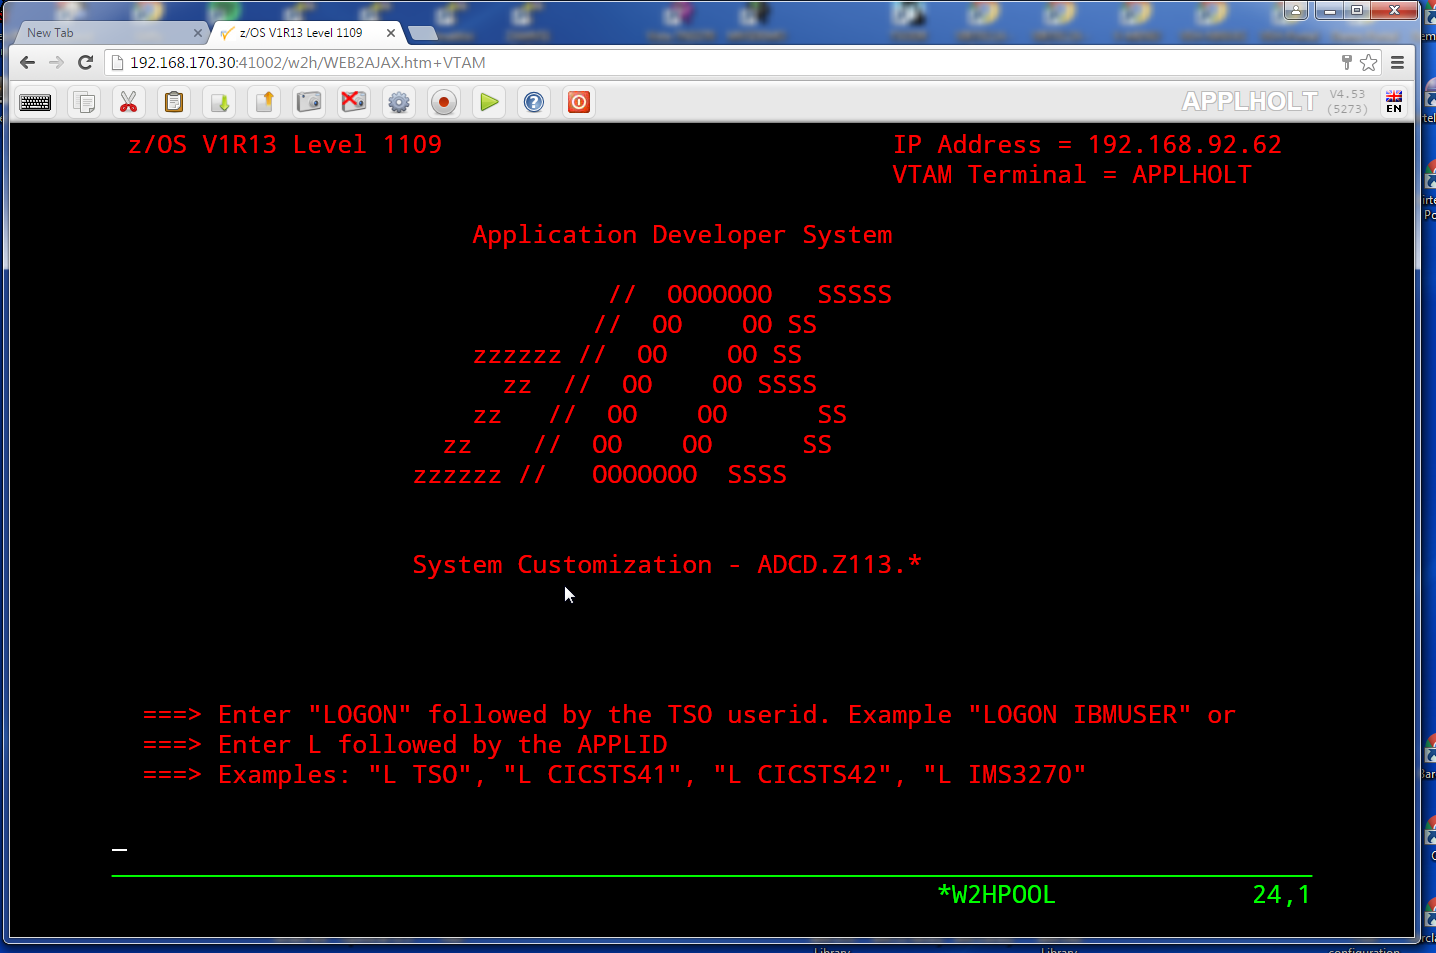 New Tab
z/OS V1R13 Level 1109
192.168.170.30:41002/w2h/WEB2AJAX.htm+VTAM
APPLHOLT
V4.53
(5273)
EN
z/OS V1R13 Level 1109 IP Address = 192.168.92.62
VTAM Terminal = APPLHOLT
Application Developer System
// OOOOOOO SSSSS
// OO OO SS
zzzzzz // OO OO SS
zz // OO OO SSSS
zz // OO OO SS
zz // OO OO SS
zzzzzz // OOOOOOO SSSS
System Customization - ADCD.Z113.*
===> Enter "LOGON" followed by the TSO userid. Example "LOGON IBMUSER" or
===> Enter L followed by the APPLID
===> Examples: "L TSO", "L CICSTS41", "L CICSTS42", "L IMS3270"
*W2HPOOL 24,1